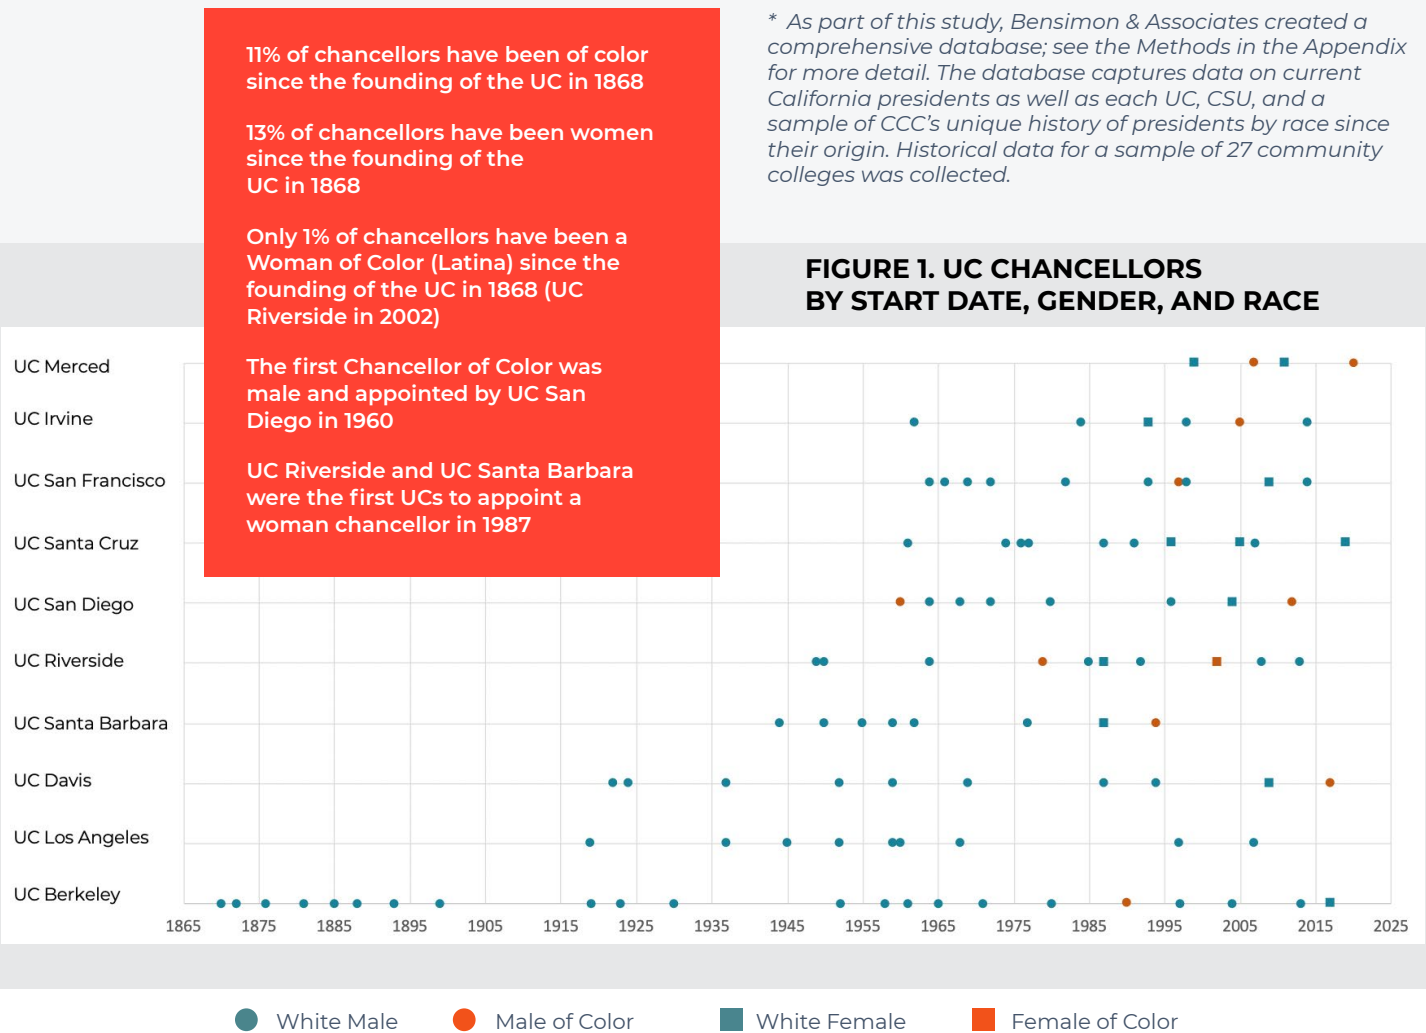 11% of chancellors have been of color
since the founding of the UC in 1868
13% of chancellors have been women
since the founding of the
UC in 1868
Only 1% of chancellors have been a
Woman of Color (Latina) since the
founding of the UC in 1868 (UC
Riverside in 2002)
The first Chancellor of Color was
male and appointed by UC San
Diego in 1960
UC Riverside and UC Santa Barbara
were the first UCs to appoint a
woman chancellor in 1987
* As part of this study, Bensimon & Associates created a
comprehensive database; see the Methods in the Appendix
for more detail. The database captures data on current
California presidents as well as each UC, CSU, and a
sample of CCC’s unique history of presidents by race since
their origin. Historical data for a sample of 27 community
colleges was collected.
FIGURE 1. UC CHANCELLORS
BY START DATE, GENDER, AND RACE
UC Merced
UC Irvine
UC San Francisco
UC Santa Cruz
UC San Diego
UC Riverside
UC Santa Barbara
UC Davis
UC Los Angeles
UC Berkeley
1865 1875 1885 1895 1905 1915 1925 1935 1945 1955 1965 1975 1985 1995 2005 2015 2025
White Male Male of Color White Female Female of Color